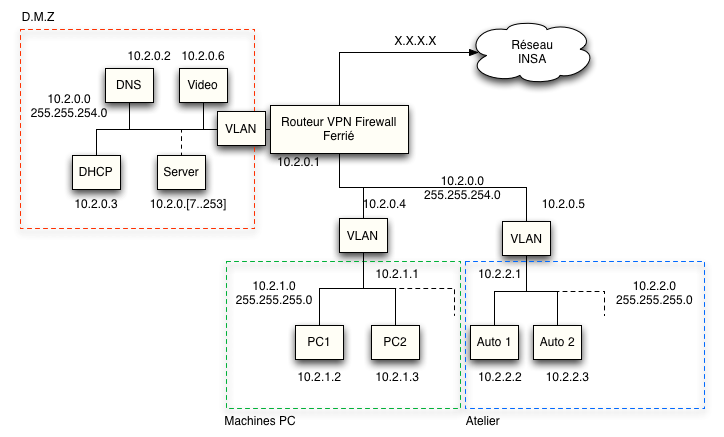 D.M.Z
X.X.X.X
Réseau
INSA
10.2.0.2
10.2.0.6
DNS
Video
10.2.0.0
255.255.254.0
VLAN
Routeur VPN Firewall
Ferrié
10.2.0.1
DHCP
Server
10.2.0.3
10.2.0.[7..253]
10.2.0.0
255.255.254.0
10.2.0.4
10.2.0.5
VLAN
VLAN
10.2.1.1
10.2.2.1
10.2.1.0
255.255.255.0
10.2.2.0
255.255.255.0
PC1
PC2
Auto 1
Auto 2
10.2.1.2
10.2.1.3
10.2.2.2
10.2.2.3
Machines PC
Atelier